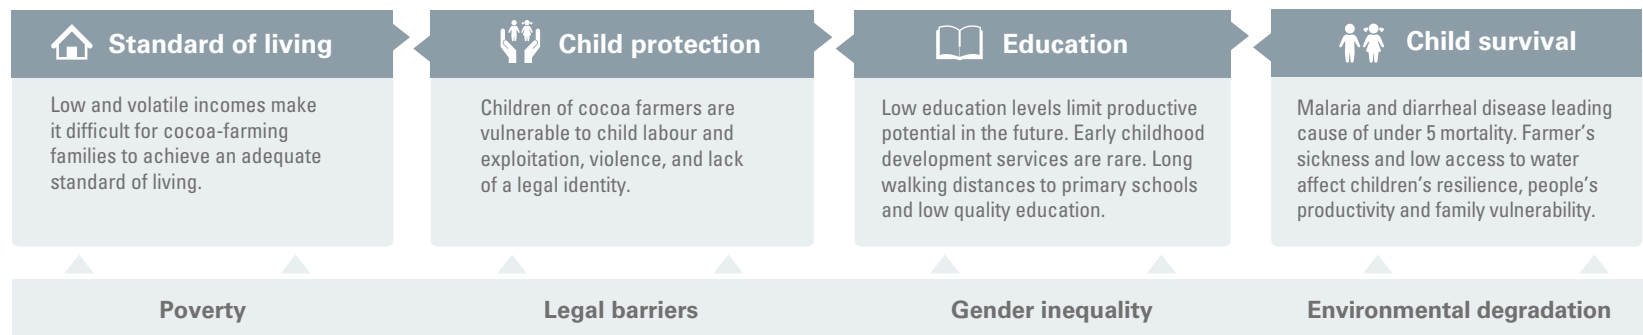 Standard of living
Low and volatile incomes make
it difficult for cocoa-farming
families to achieve an adequate
standard of living.
Child protection
Children of cocoa farmers are
vulnerable to child labour and
exploitation, violence, and lack
of a legal identity.
Education
Low education levels limit productive
potential in the future. Early childhood
development services are rare. Long
walking distances to primary schools
and low quality education.
Child survival
Malaria and diarrheal disease leading
cause of under 5 mortality. Farmer’s
sickness and low access to water
affect children’s resilience, people’s
productivity and family vulnerability.
Poverty
Legal barriers
Gender inequality
Environmental degradation